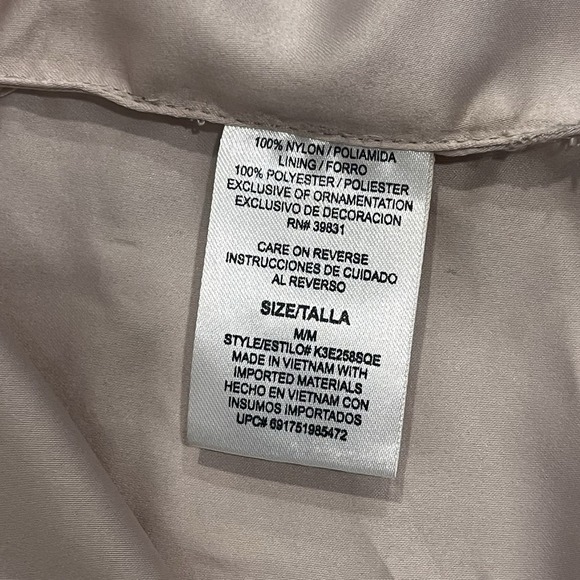 100% NYLON / POLIAMIDA
LINING / FORRO
100% POLYESTER / POLIESTER
EXCLUSIVE OF ORNAMENTATION
EXCLUSIVO DE DECORACION
RN# 39831
CARE ON REVERSE
INSTRUCCIONES DE CUIDADO
AL REVERSO
SIZE/TALLA
M/M
STYLE/ESTILO# K3E258SQE
MADE IN VIETNAM WITH
IMPORTED MATERIALS
HECHO EN VIETNAM CON
INSUMOS IMPORTADOS
UPC# 691751985472